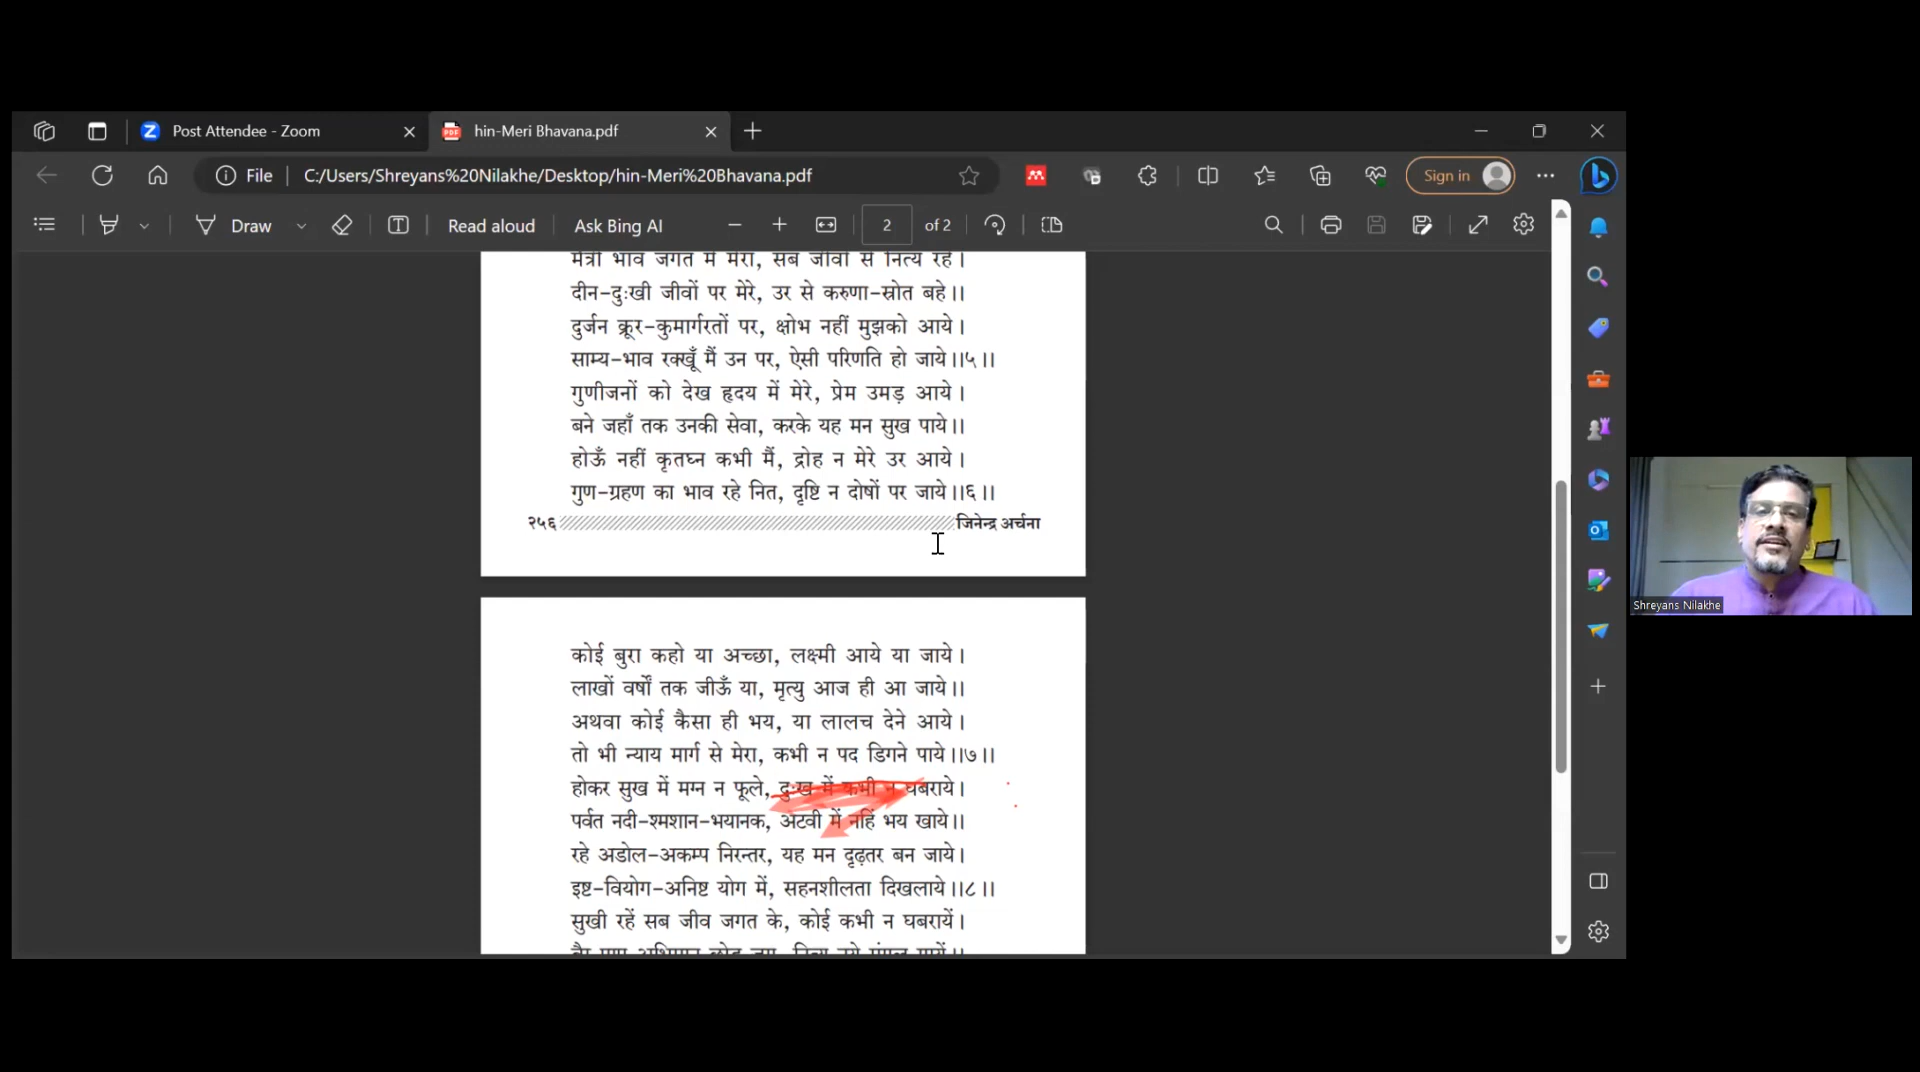 Post Attendee - Zoom
hin-Meri Bhavana.pdf
File
C:/Users/Shreyans%20Nilakhe/Desktop/hin-Meri%20Bhavana.pdf
Sign in
Draw
Read aloud
Ask Bing AI
2
of 2
मैत्री भाव जगत में मेरा, सब जीवों से नित्य रहे।
दीन-दुःखी जीवों पर मेरे, उर से करुणा-स्रोत बहे।।
दुर्जन क्रूर-कुमार्गरतों पर, क्षोभ नहीं मुझको आये।
साम्य-भाव रक्खूँ मैं उन पर, ऐसी परिणति हो जाये।।५।।
गुणीजनों को देख हृदय में मेरे, प्रेम उमड़ आये।
बने जहाँ तक उनकी सेवा, करके यह मन सुख पाये।।
होऊँ नहीं कृतघ्न कभी मैं, द्रोह न मेरे उर आये।
गुण-ग्रहण का भाव रहे नित, दृष्टि न दोषों पर जाये।।६।।
२५६
जिनेन्द्र अर्चना
कोई बुरा कहो या अच्छा, लक्ष्मी आये या जाये।
लाखों वर्षों तक जीऊँ या, मृत्यु आज ही आ जाये।।
अथवा कोई कैसा ही भय, या लालच देने आये।
तो भी न्याय मार्ग से मेरा, कभी न पद डिगने पाये।।७।।
होकर सुख में मग्न न फूले, दुःख में कभी न घबराये।
पर्वत नदी-श्मशान-भयानक, अटवी में नहिं भय खाये।।
रहे अडोल-अकम्प निरन्तर, यह मन दृढ़तर बन जाये।
इष्ट-वियोग-अनिष्ट योग में, सहनशीलता दिखलाये।।८।।
सुखी रहें सब जीव जगत के, कोई कभी न घबरायें।
Shreyans Nilakhe